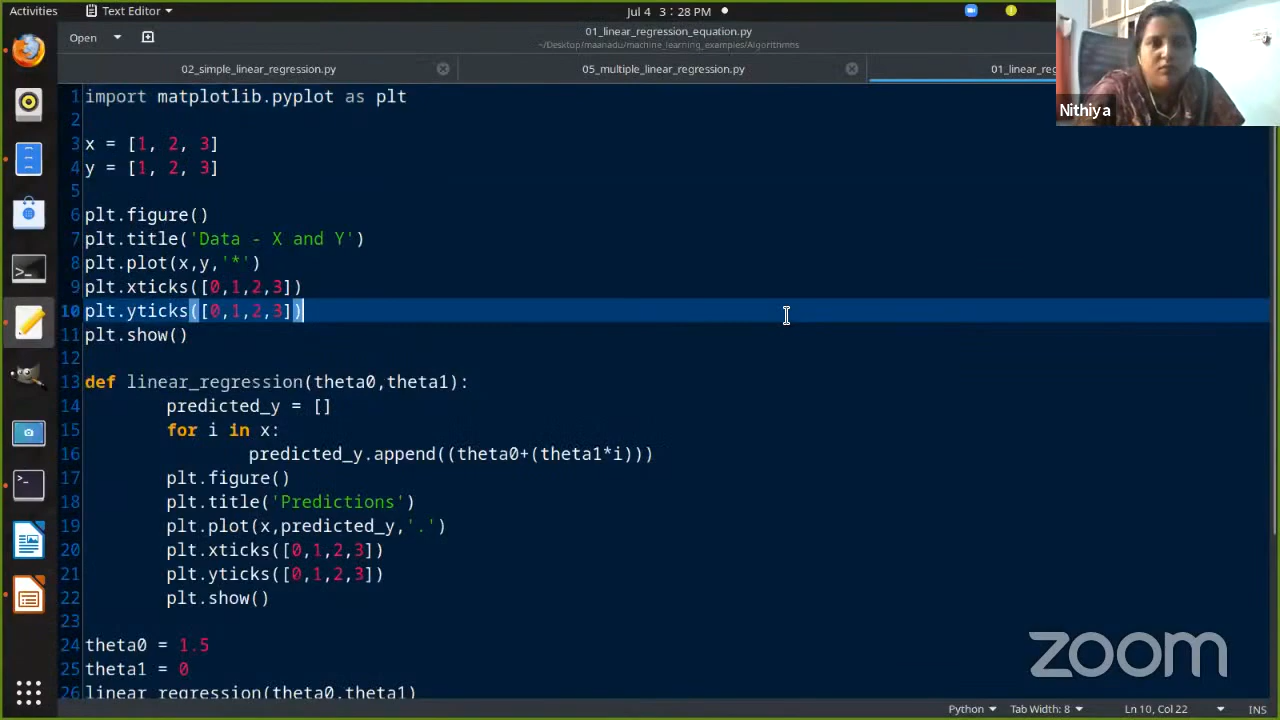 Activities
Text Editor
Jul 4 3:28 PM
Open
01_linear_regression_equation.py
~/Desktop/maanadu/machine_learning_examples/Algorithms
02_simple_linear_regression.py
05_multiple_linear_regression.py
01_linear_reg
Nithiya
1 import matplotlib.pyplot as plt
2
3 x = [1, 2, 3]
4 y = [1, 2, 3]
5
6 plt.figure()
7 plt.title('Data - X and Y')
8 plt.plot(x,y,'*')
9 plt.xticks([0,1,2,3])
10 plt.yticks([0,1,2,3])
11 plt.show()
12
13 def linear_regression(theta0,theta1):
14 predicted_y = []
15 for i in x:
16 predicted_y.append((theta0+(theta1*i)))
17 plt.figure()
18 plt.title('Predictions')
19 plt.plot(x,predicted_y,'.')
20 plt.xticks([0,1,2,3])
21 plt.yticks([0,1,2,3])
22 plt.show()
23
24 theta0 = 1.5
25 theta1 = 0
26 linear_regression(theta0,theta1)
zoom
Python
Tab Width: 8
Ln 10, Col 22
INS